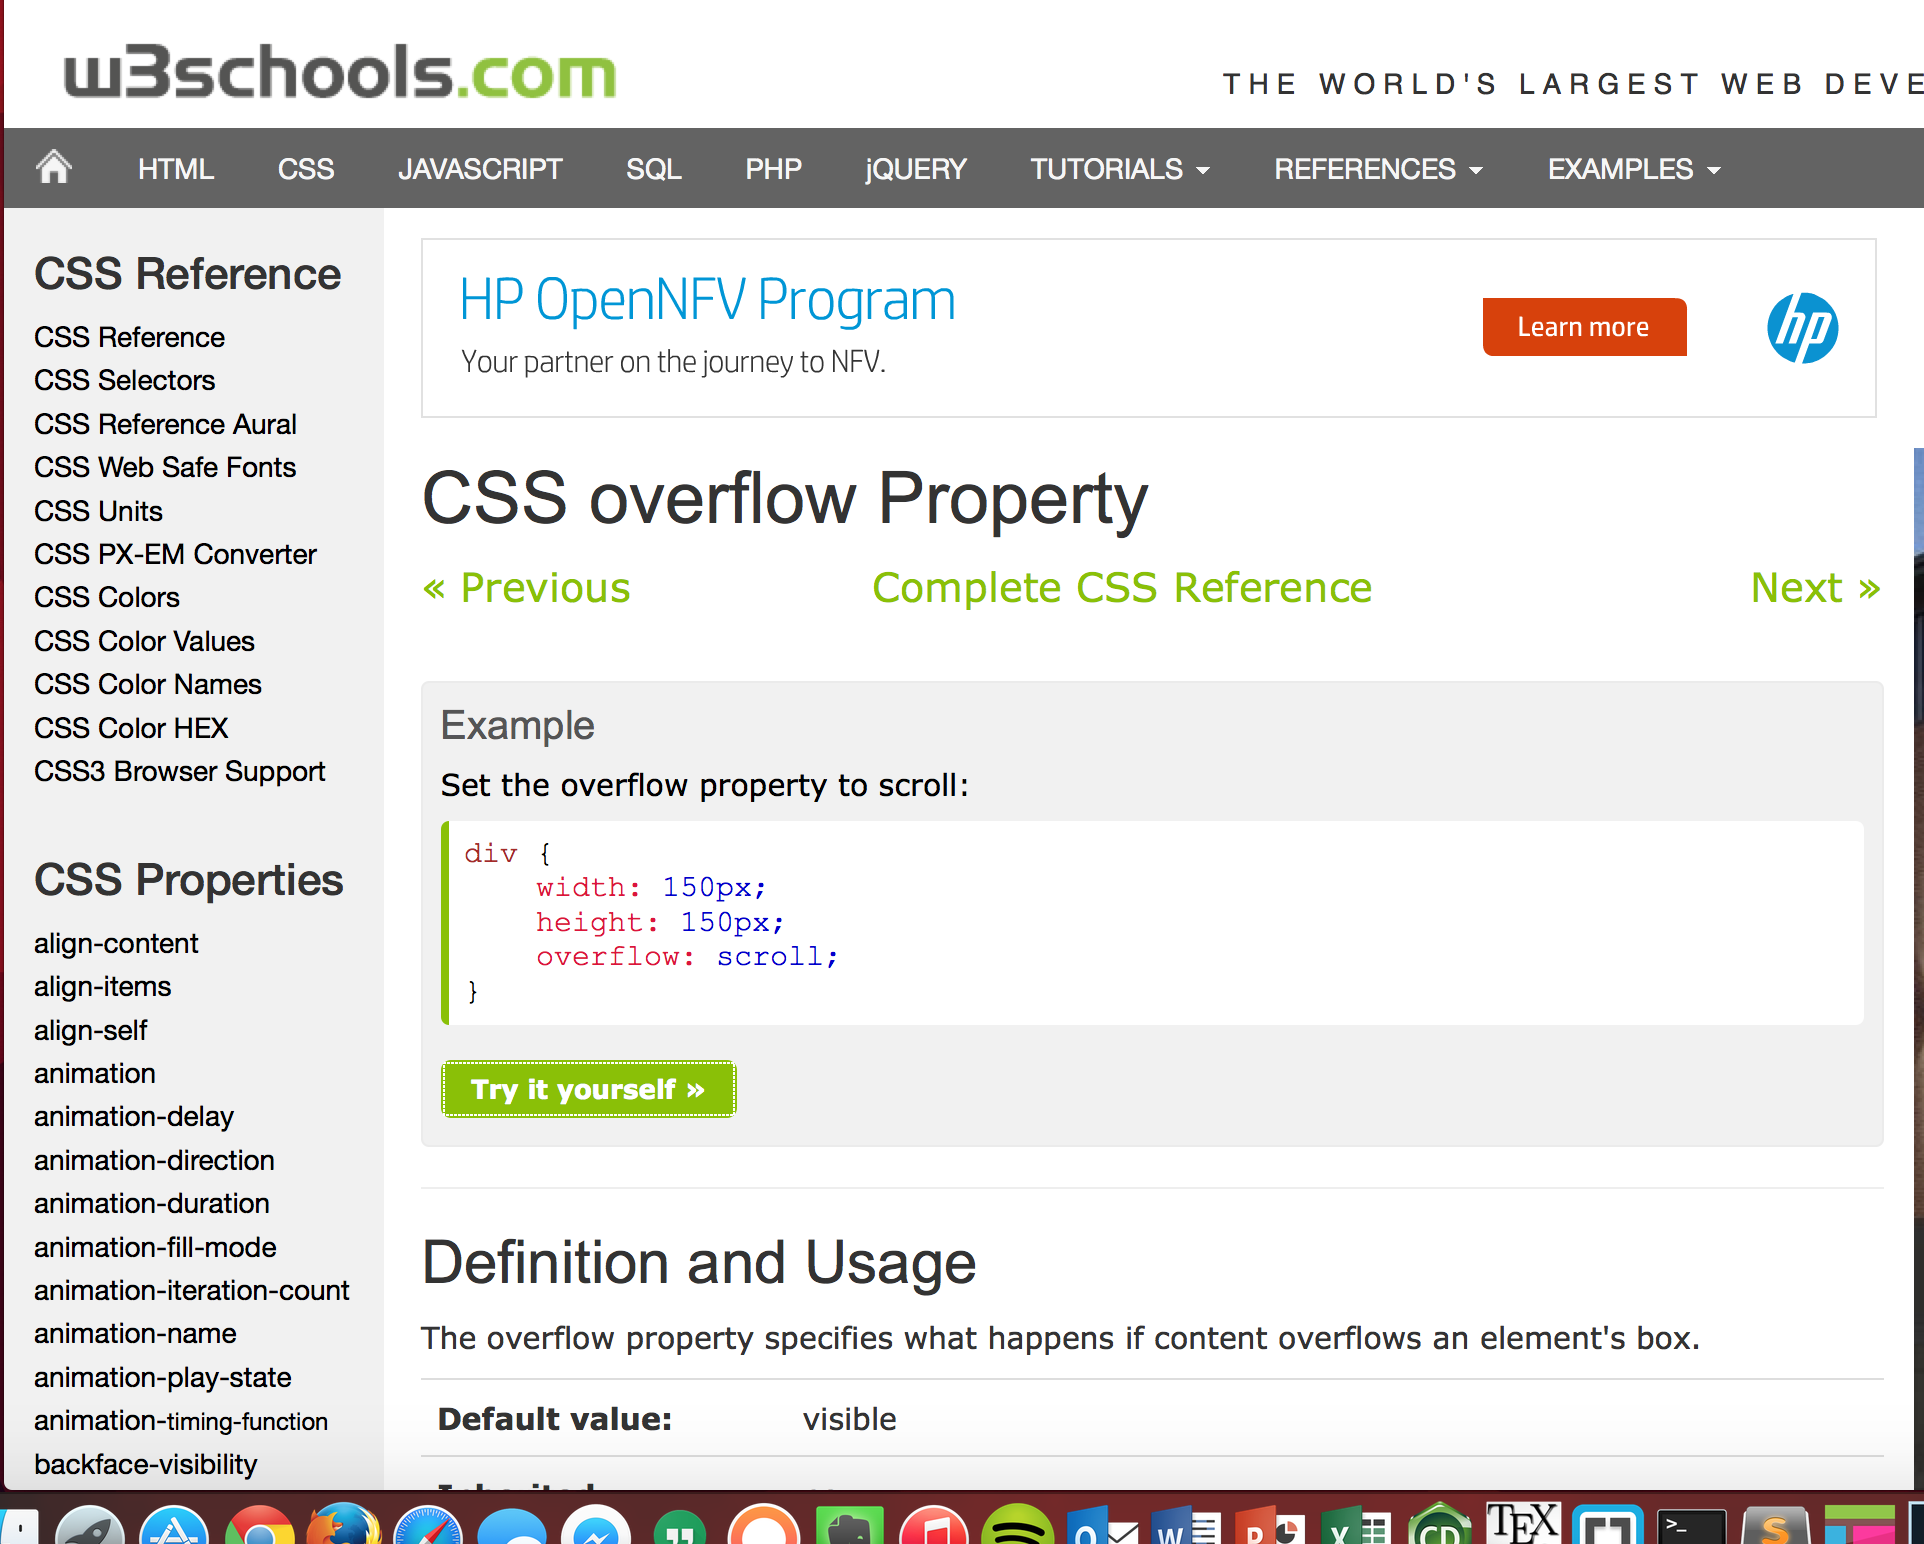 w3schools.com
THE WORLD'S LARGEST WEB DEVE
HTML CSS JAVASCRIPT SQL PHP jQUERY TUTORIALS REFERENCES EXAMPLES
CSS Reference
CSS Reference
CSS Selectors
CSS Reference Aural
CSS Web Safe Fonts
CSS Units
CSS PX-EM Converter
CSS Colors
CSS Color Values
CSS Color Names
CSS Color HEX
CSS3 Browser Support
CSS Properties
align-content
align-items
align-self
animation
animation-delay
animation-direction
animation-duration
animation-fill-mode
animation-iteration-count
animation-name
animation-play-state
animation-timing-function
backface-visibility
HP OpenNFV Program
Your partner on the journey to NFV.
Learn more
hp
CSS overflow Property
« Previous Complete CSS Reference Next »
Example
Set the overflow property to scroll:
div {
width: 150px;
height: 150px;
overflow: scroll;
}
Try it yourself »
Definition and Usage
The overflow property specifies what happens if content overflows an element's box.
Default value: visible
TEX